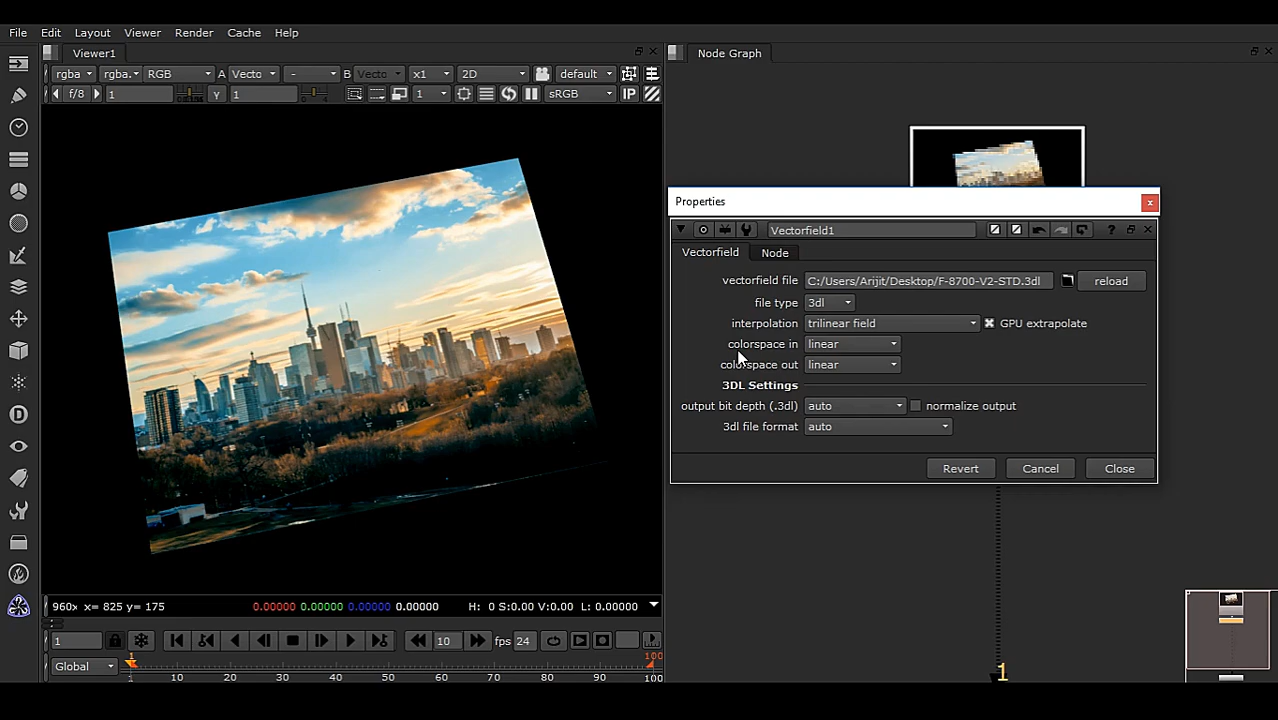 File Edit Layout Viewer Render Cache Help
Viewer1
rgba rgba. RGB A Vecto - B Vecto x1 2D default
f/8 1 γ 1 1 sRGB IP
960x x= 825 y= 175 0.00000 0.00000 0.00000 0.00000 H: 0 S:0.00 V:0.00 L: 0.00000
1 10 fps 24
Global 1 100
1 10 20 30 40 50 60 70 80 90 100
Node Graph
Properties
Vectorfield1 ?
Vectorfield Node
vectorfield file C:/Users/Arijit/Desktop/F-8700-V2-STD.3dl reload
file type 3dl
interpolation trilinear field GPU extrapolate
colorspace in linear
colorspace out linear
3DL Settings
output bit depth (.3dl) auto normalize output
3dl file format auto
Revert Cancel Close
1